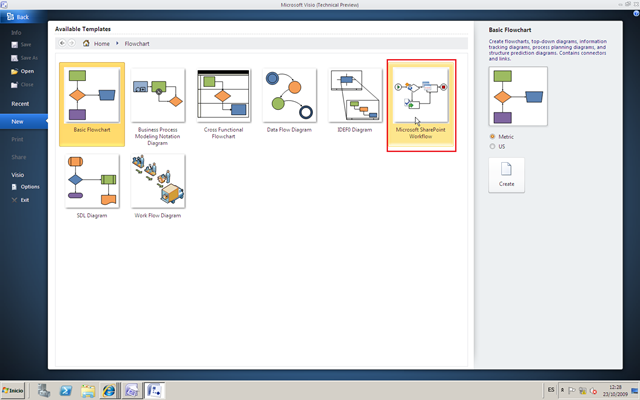 Microsoft Visio (Technical Preview)
Back
Info
Save
Save As
Open
Close
Recent
New
Print
Share
Visio
Options
Exit
Available Templates
Home
Flowchart
Basic Flowchart
Business Process
Modeling Notation
Diagram
Cross Functional
Flowchart
Data Flow Diagram
IDEF0 Diagram
Microsoft SharePoint
Workflow
SDL Diagram
Work Flow Diagram
Basic Flowchart
Create flowcharts, top-down diagrams, information
tracking diagrams, process planning diagrams, and
structure prediction diagrams. Contains connectors
and links.
Metric
US
Create
Inicio
ES
12:28
23/10/2009